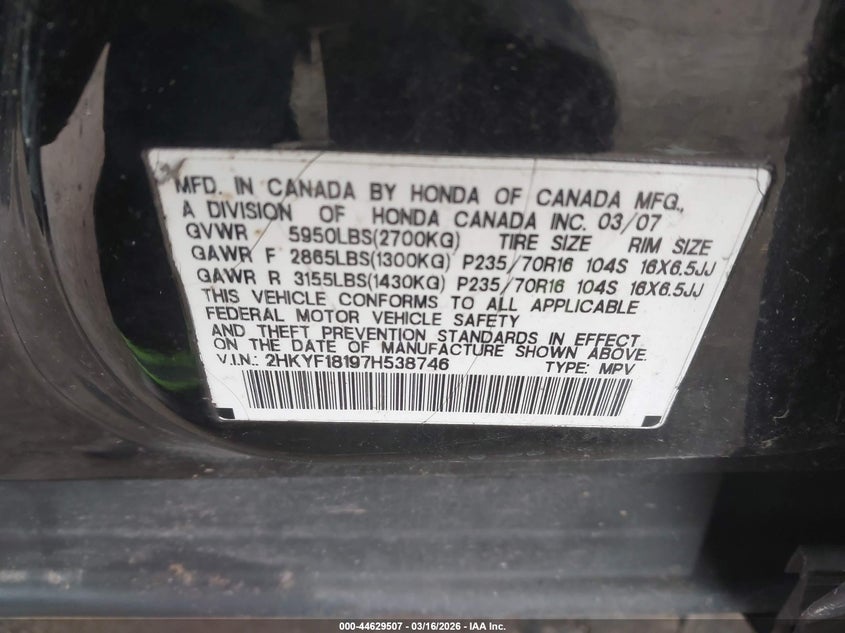 MFD. IN CANADA BY HONDA OF CANADA MFG.,
A DIVISION OF HONDA CANADA INC. 03/07
GVWR 5950LBS(2700KG) TIRE SIZE RIM SIZE
GAWR F 2865LBS(1300KG) P235/70R16 104S 16X6.5JJ
GAWR R 3155LBS(1430KG) P235/70R16 104S 16X6.5JJ
THIS VEHICLE CONFORMS TO ALL APPLICABLE
FEDERAL MOTOR VEHICLE SAFETY
AND THEFT PREVENTION STANDARDS IN EFFECT
ON THE DATE OF MANUFACTURE SHOWN ABOVE.
V.I.N.: 2HKYF18197H538746 TYPE: MPV
000-44629507 - 03/16/2026 - IAA Inc.